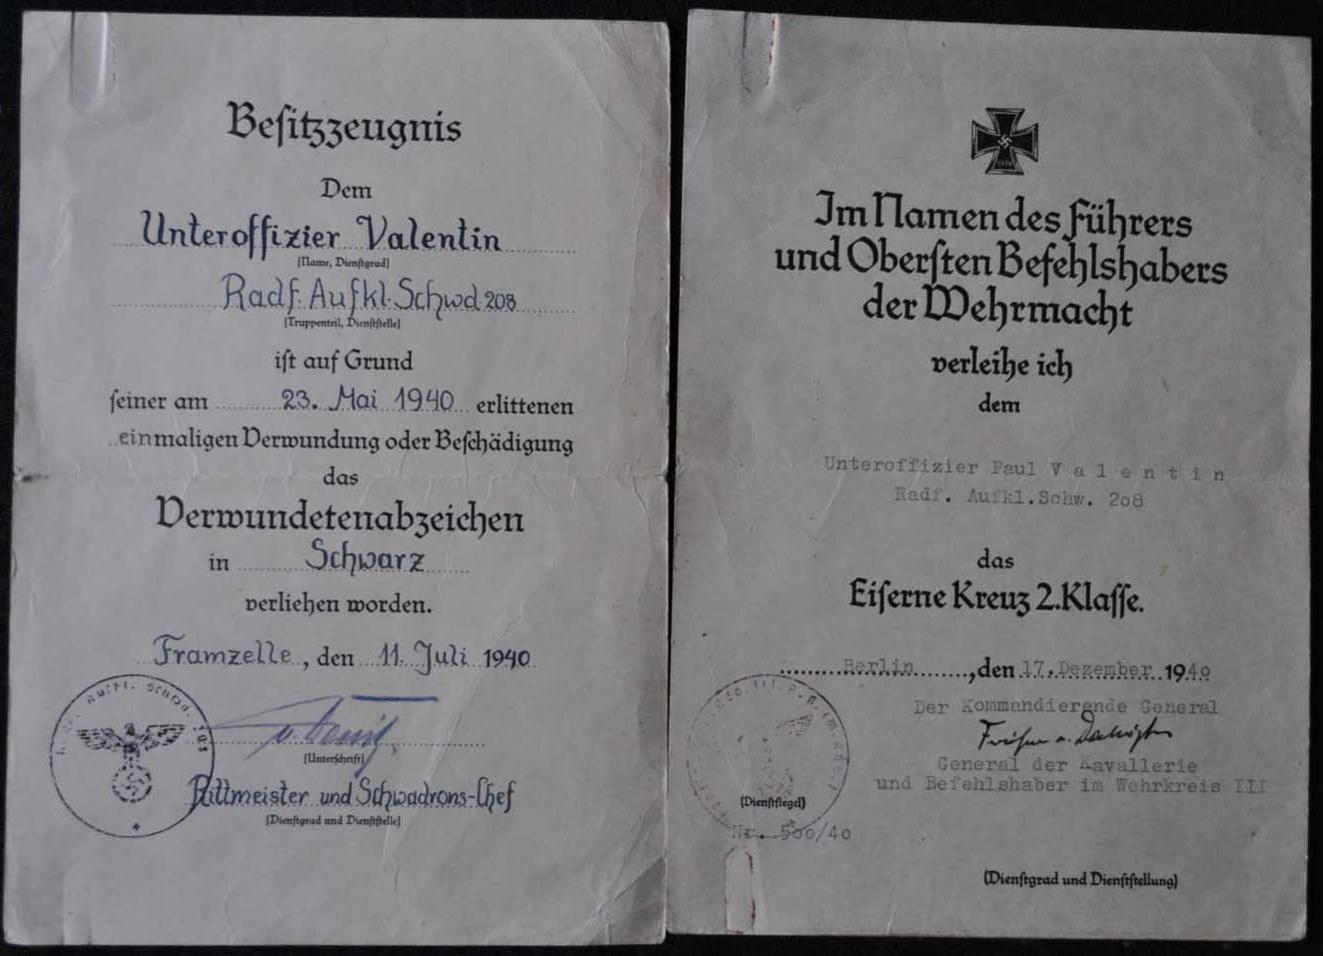 Besitzzeugnis
Dem
Unteroffizier Valentin
(Name, Dienstgrad)
Radf. Aufkl. Schwd. 208
(Truppenteil, Dienststelle)
ist auf Grund
seiner am 23. Mai 1940 erlittenen
einmaligen Verwundung oder Beschädigung
das
Verwundetenabzeichen
in Schwarz
verliehen worden.
Framzelle, den 11. Juli 1940
(Unterschrift)
Rittmeister und Schwadrons-Chef
(Dienstgrad und Dienststelle)
Im Namen des Führers
und Obersten Befehlshabers
der Wehrmacht
verleihe ich
dem
Unteroffizier Paul Valentin
Radf. Aufkl.Schw. 208
das
Eiserne Kreuz 2.Klasse.
Berlin, den 17. Dezember 1940
Der Kommandierende General
General der Kavallerie
und Befehlshaber im Wehrkreis III
(Dienstsiegel)
Nr. 500/40
(Dienstgrad und Dienststellung)